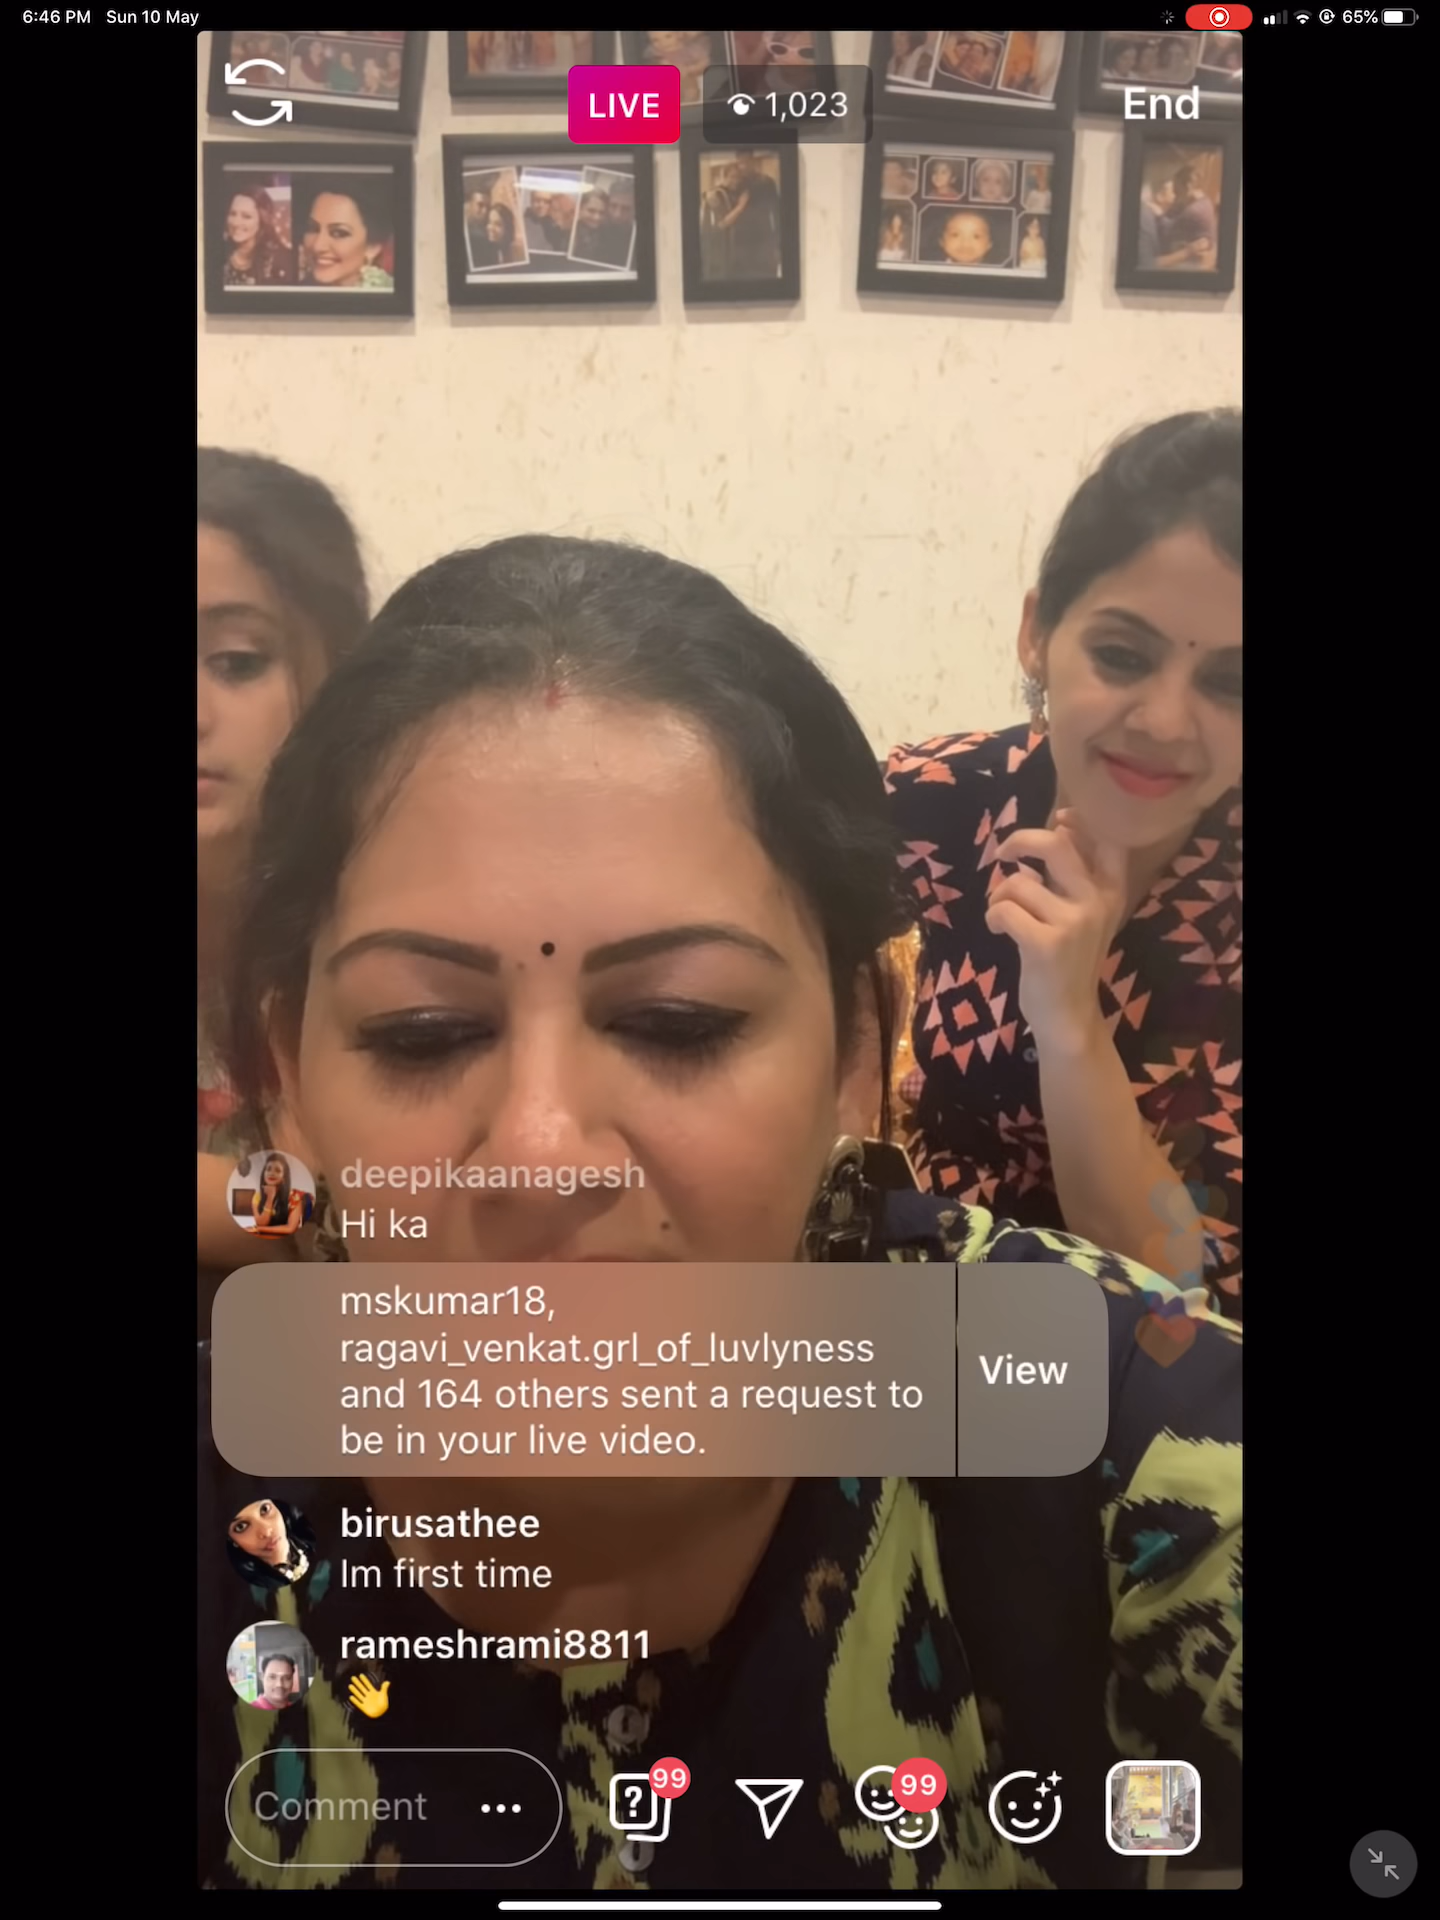 6:46 PM Sun 10 May
65%
LIVE
1,023
End
deepikaanagesh
Hi ka
mskumar18,
ragavi_venkat.grl_of_luvlyness
and 164 others sent a request to
be in your live video.
View
birusathee
Im first time
rameshrami8811
👋
Comment
99
99